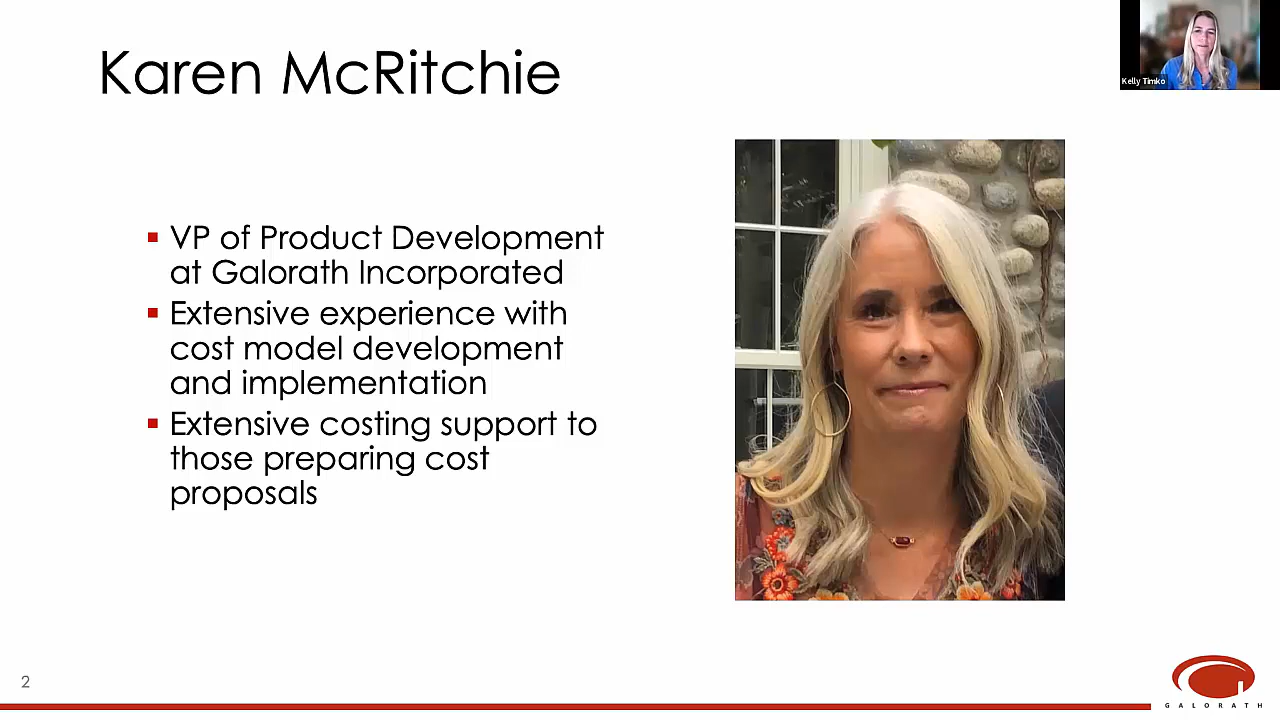 Karen McRitchie
Kelly Timko
▪ VP of Product Development
at Galorath Incorporated
▪ Extensive experience with
cost model development
and implementation
▪ Extensive costing support to
those preparing cost
proposals
2
GALORATH